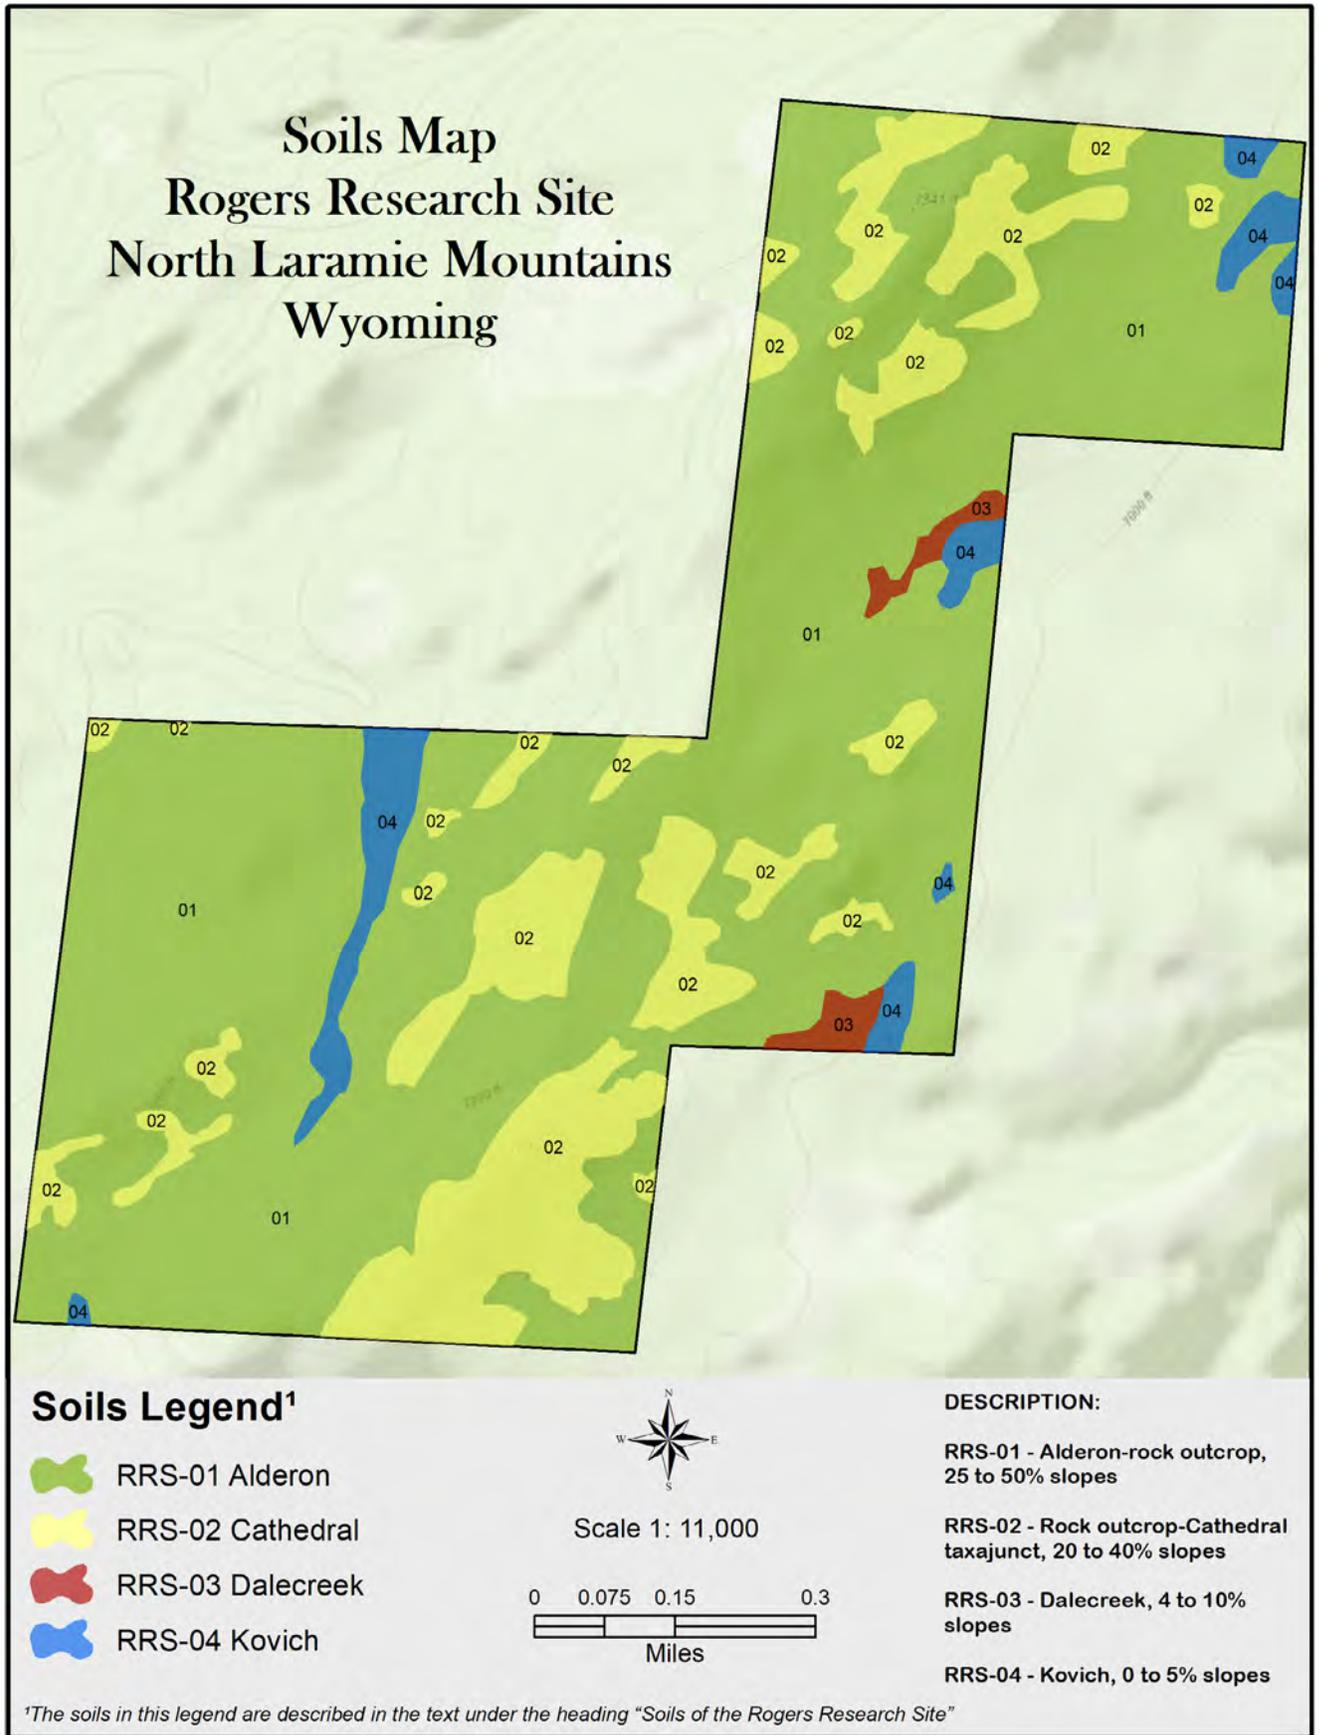 Soils Map
Rogers Research Site
North Laramie Mountains
Wyoming
02
04
02
04
02
02
02
04
02
02
02
01
02
03
04
01
02
02
02
02
02
04
02
02
04
01
02
02
02
02
04
03
02
02
02
02
02
01
04
7000 ft
Soils Legend¹
RRS-01 Alderon
RRS-02 Cathedral
RRS-03 Dalecreek
RRS-04 Kovich
N
W E
S
Scale 1: 11,000
0 0.075 0.15 0.3
Miles
DESCRIPTION:
RRS-01 - Alderon-rock outcrop,
25 to 50% slopes
RRS-02 - Rock outcrop-Cathedral
taxajunct, 20 to 40% slopes
RRS-03 - Dalecreek, 4 to 10%
slopes
RRS-04 - Kovich, 0 to 5% slopes
¹The soils in this legend are described in the text under the heading “Soils of the Rogers Research Site”